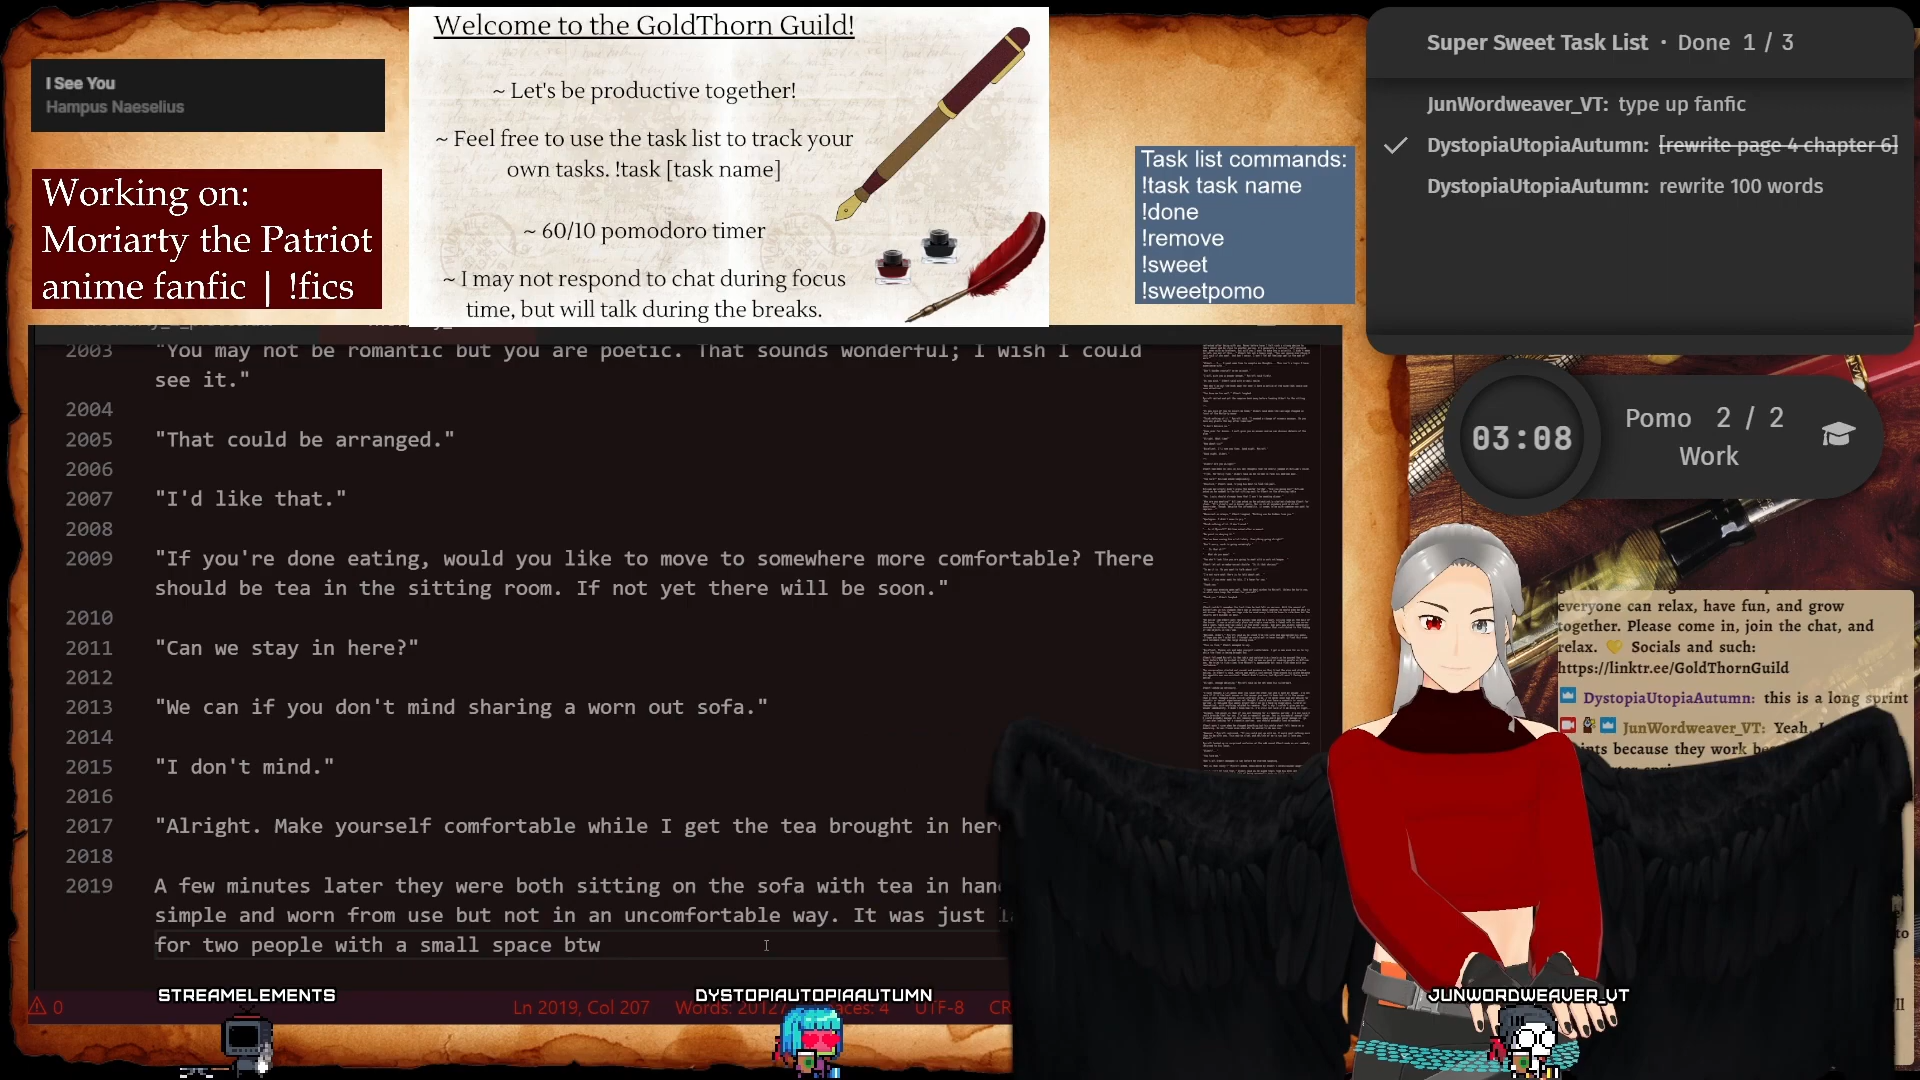 I See You
Hampus Naeselius
Working on:
Moriarty the Patriot
anime fanfic | !fics
Welcome to the GoldThorn Guild!
~ Let's be productive together!
~ Feel free to use the task list to track your
own tasks. !task [task name]
~ 60/10 pomodoro timer
~ I may not respond to chat during focus
time, but will talk during the breaks.
Task list commands:
!task task name
!done
!remove
!sweet
!sweetpomo
Super Sweet Task List • Done 1 / 3
JunWordweaver_VT: type up fanfic
DystopiaUtopiaAutumn: [rewrite page 4 chapter 6]
DystopiaUtopiaAutumn: rewrite 100 words
03:08
Pomo 2 / 2
Work
2003 "You may not be romantic but you are poetic. That sounds wonderful; I wish I could
see it."
2004
2005 "That could be arranged."
2006
2007 "I'd like that."
2008
2009 "If you're done eating, would you like to move to somewhere more comfortable? There
should be tea in the sitting room. If not yet there will be soon."
2010
2011 "Can we stay in here?"
2012
2013 "We can if you don't mind sharing a worn out sofa."
2014
2015 "I don't mind."
2016
2017 "Alright. Make yourself comfortable while I get the tea brought in here
2018
2019 A few minutes later they were both sitting on the sofa with tea in han
simple and worn from use but not in an uncomfortable way. It was just
for two people with a small space btw
everyone can relax, have fun, and grow
together. Please come in, join the chat, and
relax. 💛 Socials and such:
https://linktr.ee/GoldThornGuild
DystopiaUtopiaAutumn: this is a long sprint
JunWordweaver_VT: Yeah,
because they work
0
Ln 2019, Col 207
Words: 20127
UTF-8
CR
STREAMELEMENTS
DYSTOPIAUTOPIAAUTUMN
JUNWORDWEAVER_VT